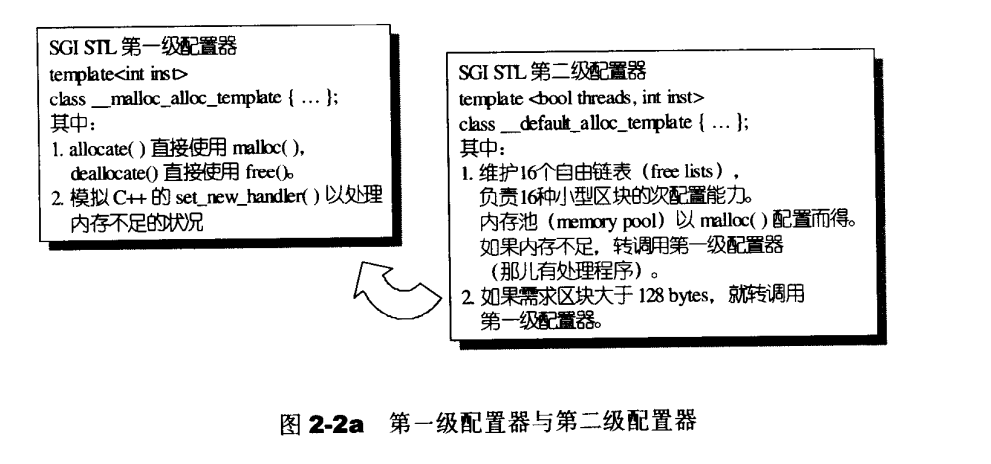 SGI STL 第一级配置器
template<int inst>
class __malloc_alloc_template { … };
其中：
1. allocate( ) 直接使用 malloc( ),
deallocate() 直接使用 free()。
2. 模拟 C++ 的 set_new_handler( ) 以处理
内存不足的状况
SGI STL 第二级配置器
template <bool threads, int inst>
class __default_alloc_template { … };
其中：
1. 维护16个自由链表（free lists），
负责16种小型区块的次配置能力。
内存池（memory pool）以 malloc( ) 配置而得。
如果内存不足，转调用第一级配置器
（那儿有处理程序）。
2. 如果需求区块大于 128 bytes，就转调用
第一级配置器。
图 2-2a 第一级配置器与第二级配置器